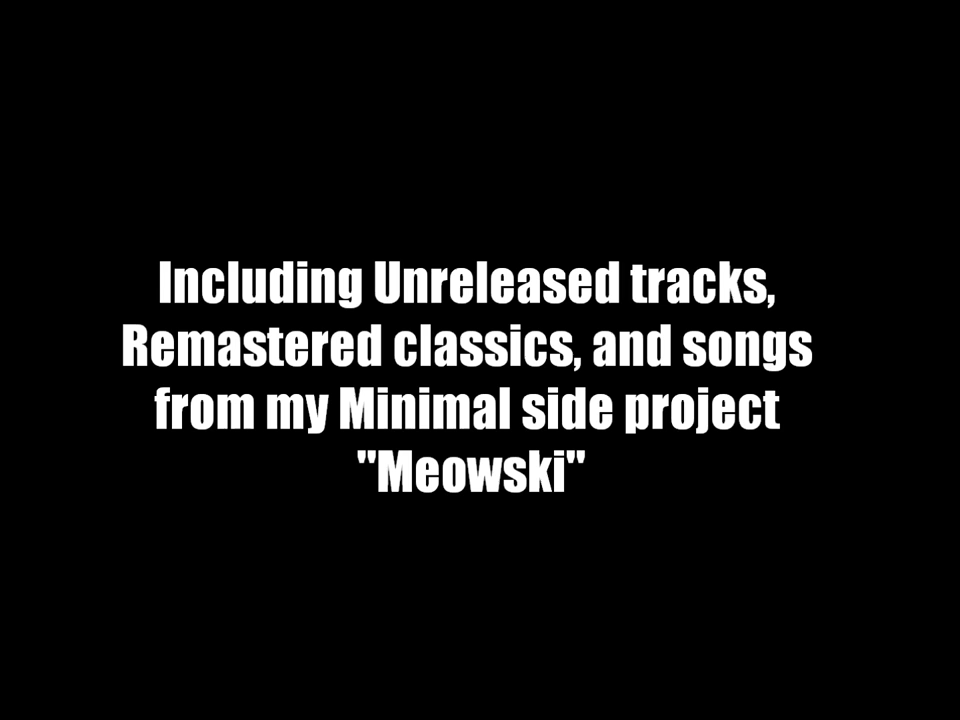 Including Unreleased tracks,
Remastered classics, and songs
from my Minimal side project
"Meowski"